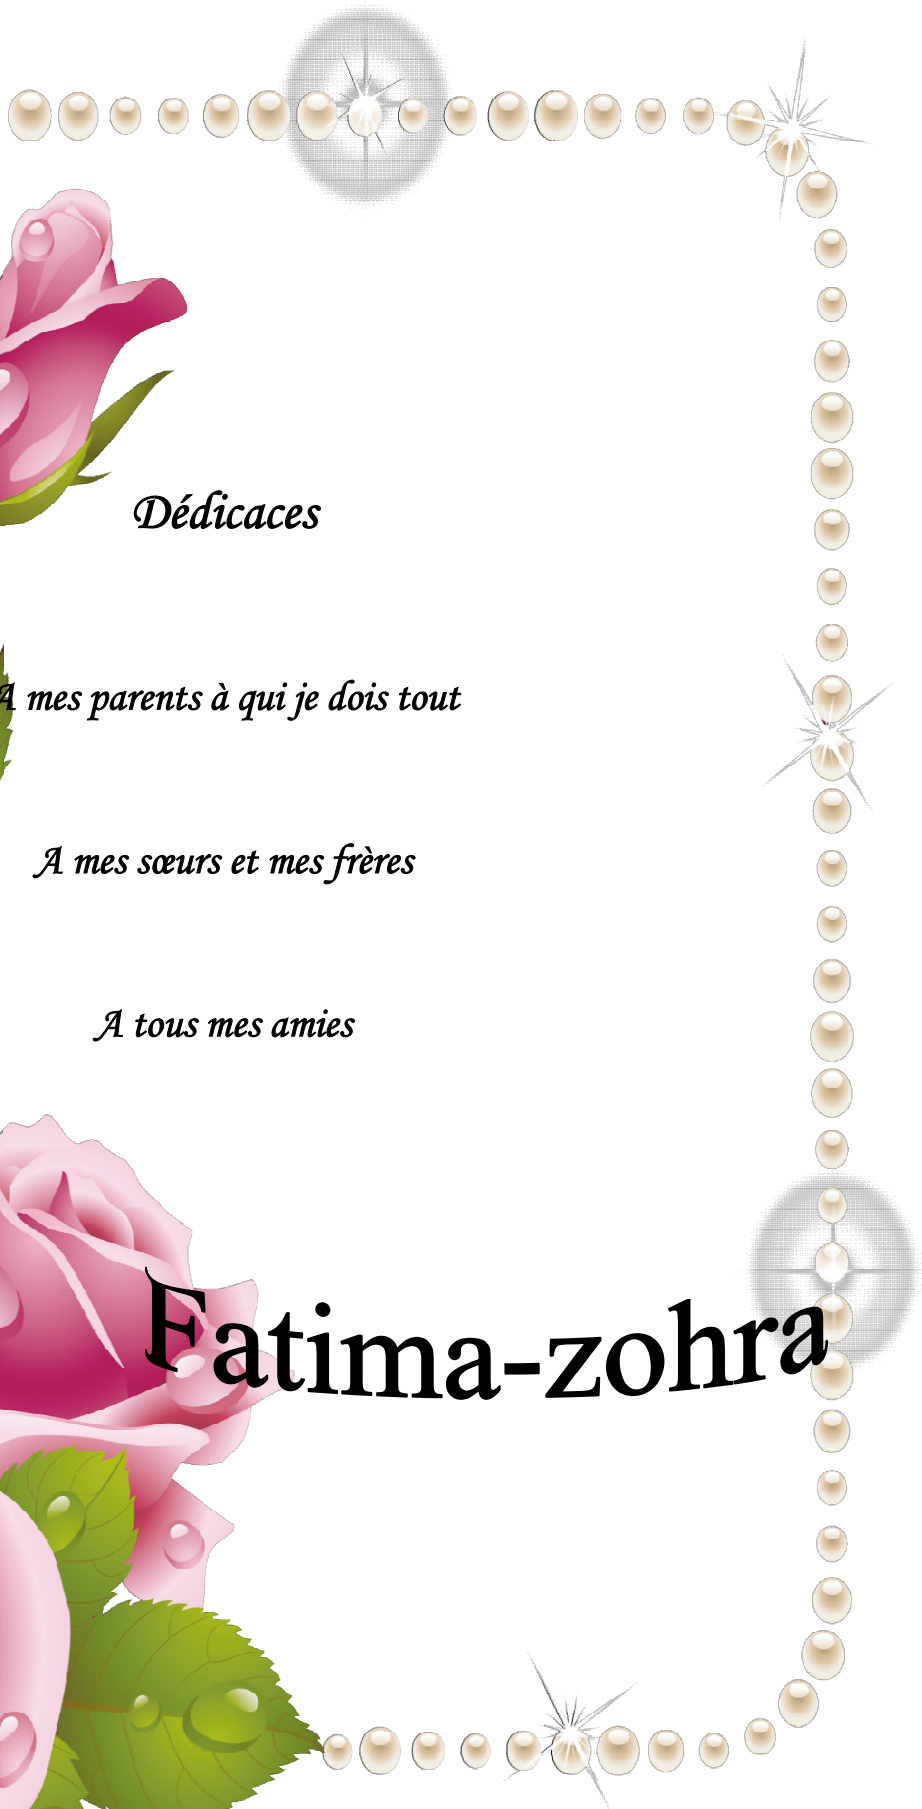 Dédicaces
A mes parents à qui je dois tout
A mes sœurs et mes frères
A tous mes amies
Fatima-zohra